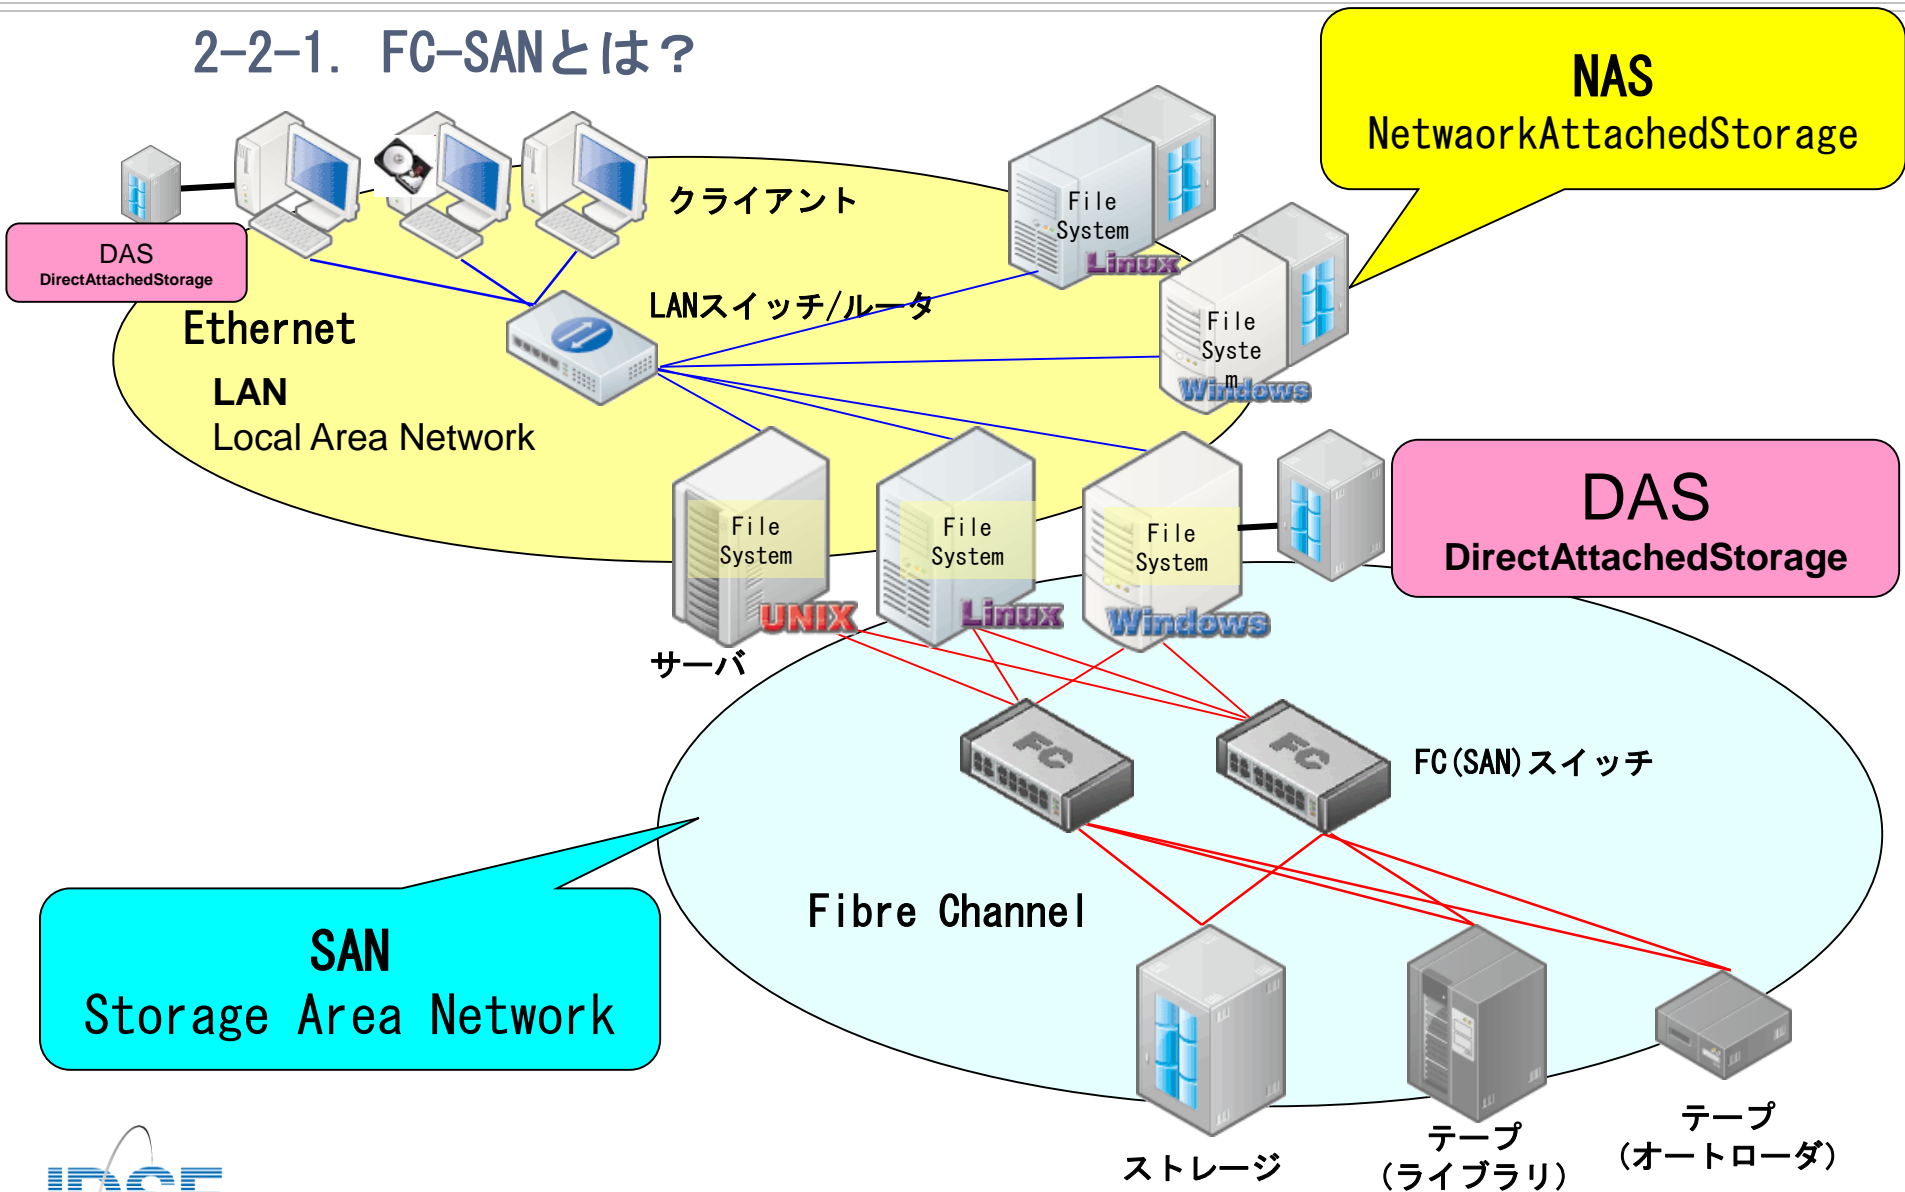 2-2-1. FC-SANとは？
NAS
NetwaorkAttachedStorage
クライアント
File
System
Linux
DAS
DirectAttachedStorage
LANスイッチ/ルータ
Ethernet
File
Syste
m
Windows
LAN
Local Area Network
DAS
DirectAttachedStorage
File
System
UNIX
File
System
Linux
File
System
Windows
サーバ
FC
FC
FC(SAN)スイッチ
Fibre Channel
SAN
Storage Area Network
ストレージ
テープ
(ライブラリ)
テープ
(オートローダ)